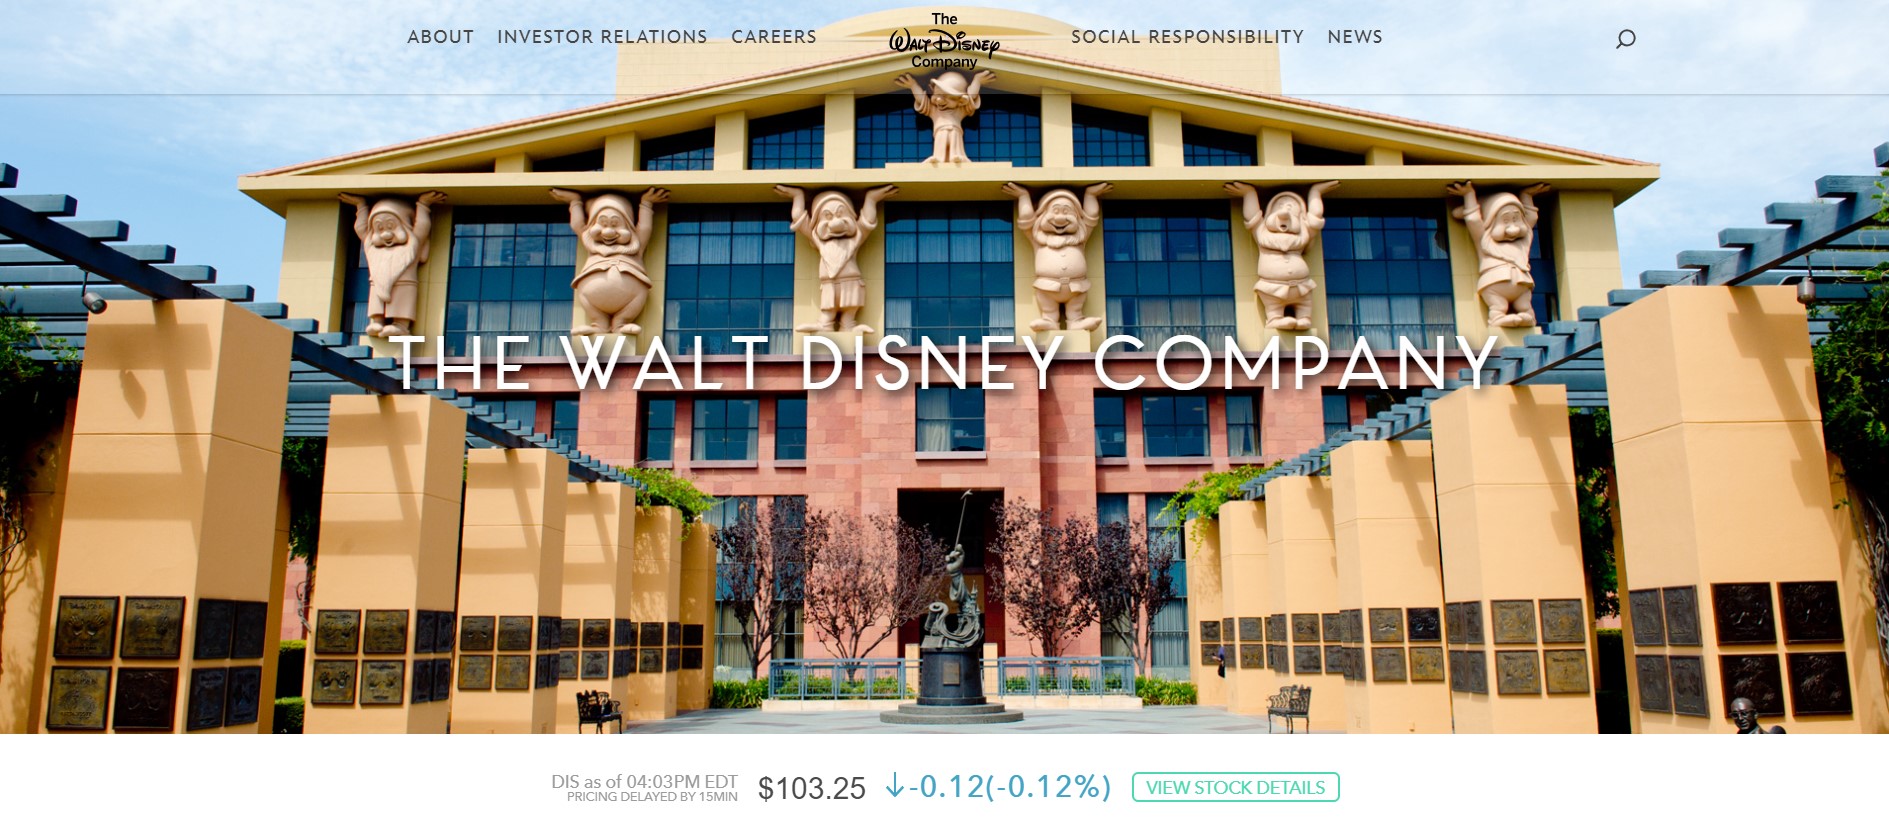 ABOUT INVESTOR RELATIONS CAREERS
The
WALT DISNEY
Company
SOCIAL RESPONSIBILITY NEWS
THE WALT DISNEY COMPANY
DIS as of 04:03PM EDT
PRICING DELAYED BY 15MIN
$103.25
↓-0.12(-0.12%)
VIEW STOCK DETAILS